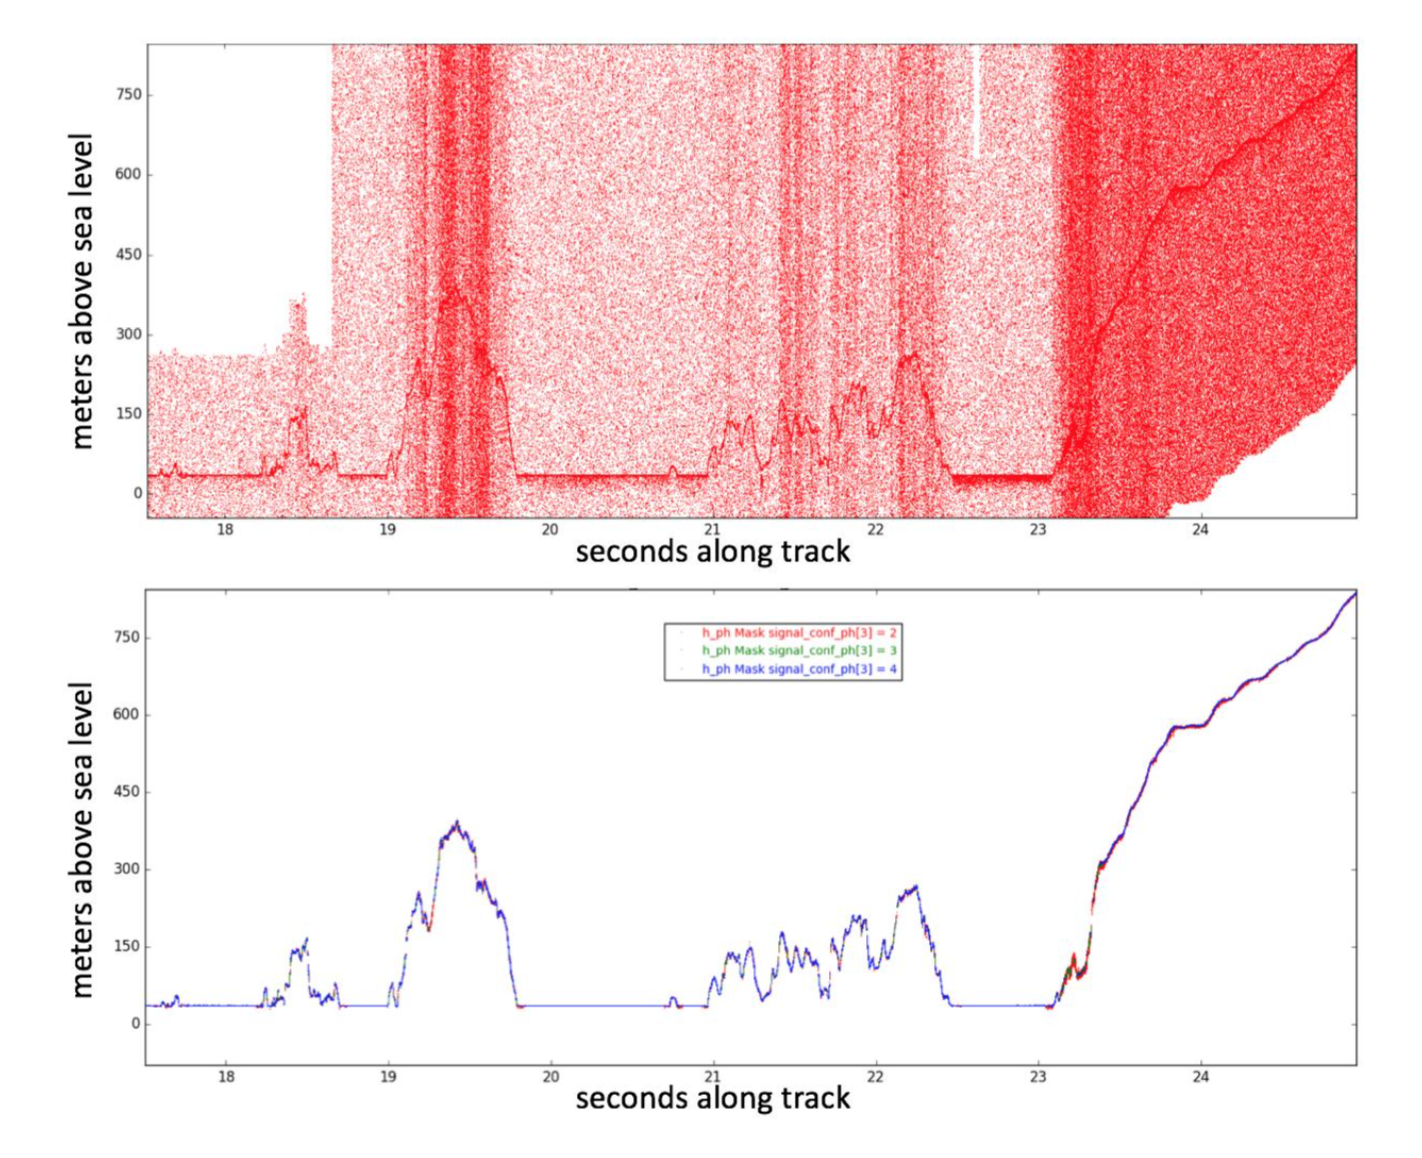 meters above sea level
750
600
450
300
150
0
18 19 20 21 22 23 24
seconds along track
meters above sea level
750
600
450
300
150
0
h_ph Mask signal_conf_ph[3] = 2
h_ph Mask signal_conf_ph[3] = 3
h_ph Mask signal_conf_ph[3] = 4
18 19 20 21 22 23 24
seconds along track